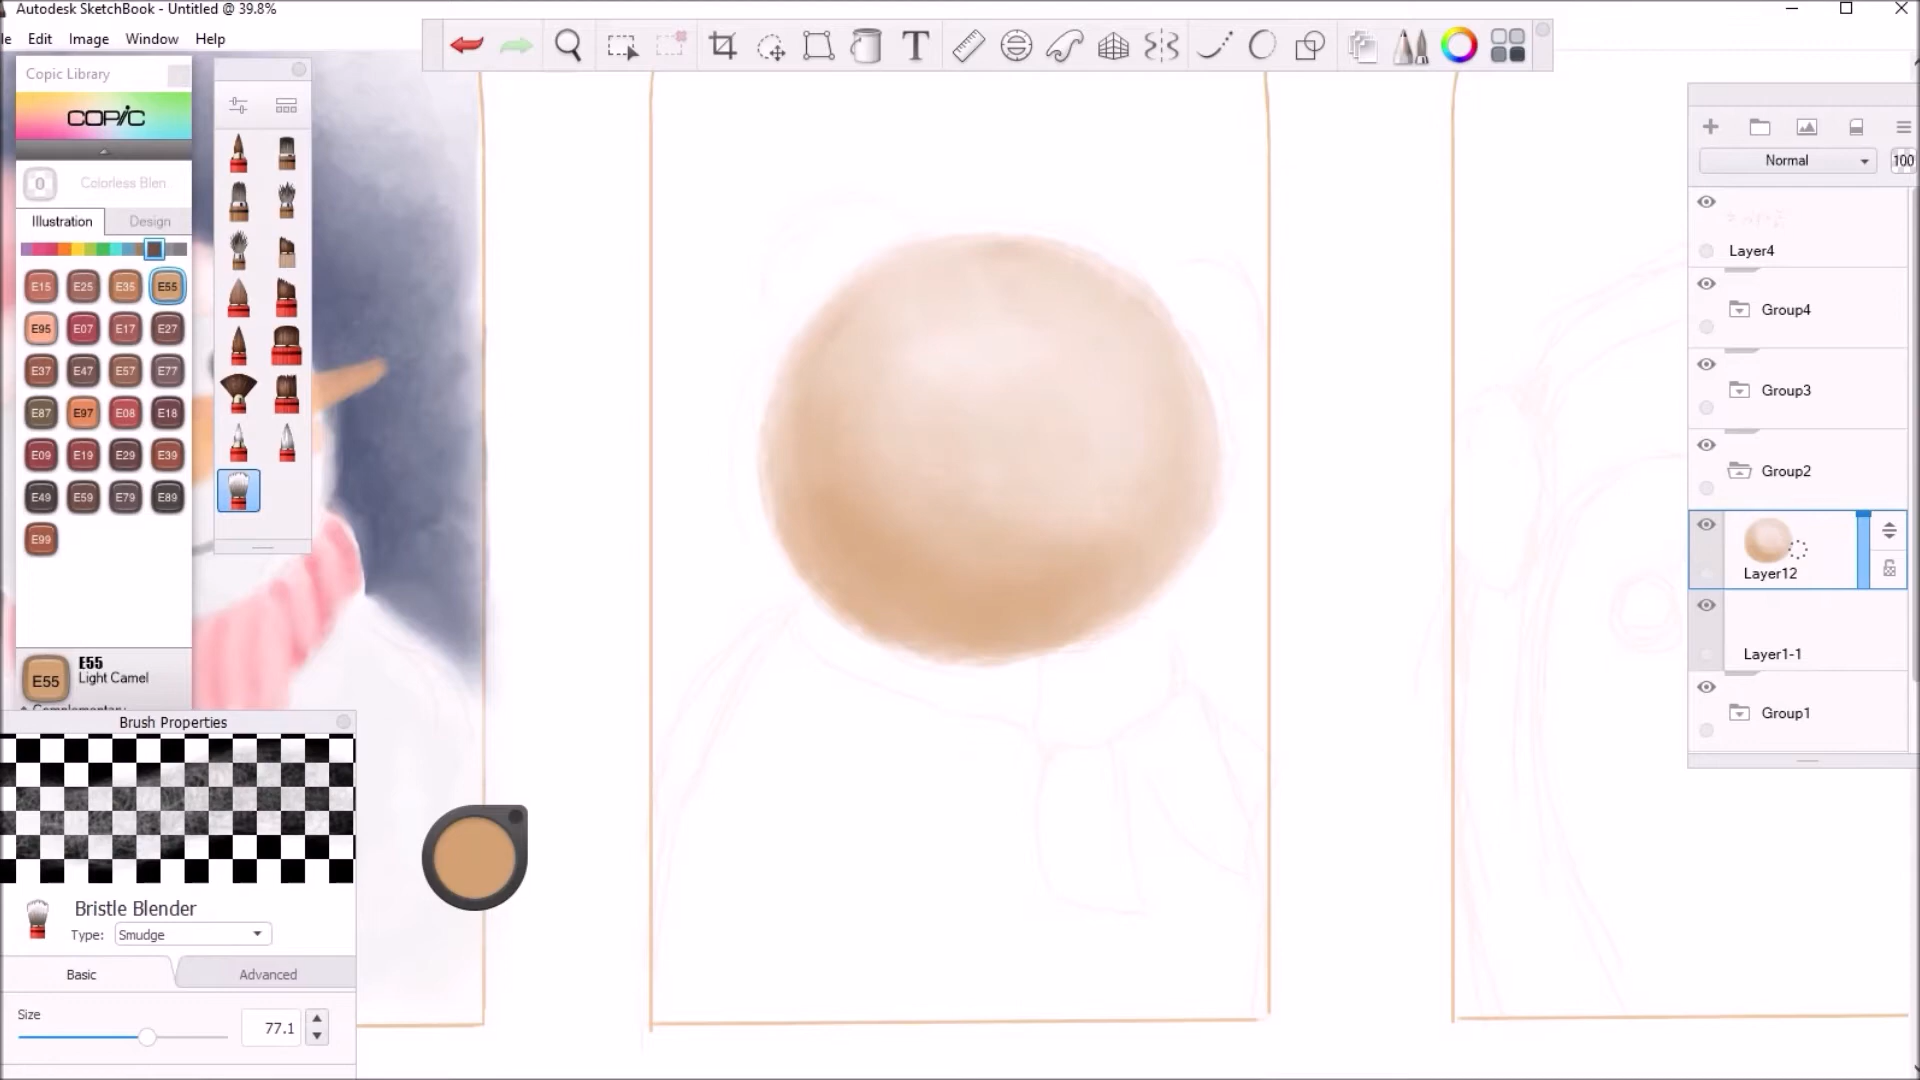 Autodesk SketchBook - Untitled @ 39.8%
le Edit Image Window Help
Copic Library
COPIC
0 Colorless Blen
Illustration Design
E15 E25 E35 E55
E95 E07 E17 E27
E37 E47 E57 E77
E87 E97 E08 E18
E09 E19 E29 E39
E49 E59 E79 E89
E99
E55 E55
Light Camel
Complementary
Brush Properties
Bristle Blender
Type: Smudge
Basic Advanced
Size
77.1
T
Normal 100
Layer4
Group4
Group3
Group2
Layer12
Layer1-1
Group1